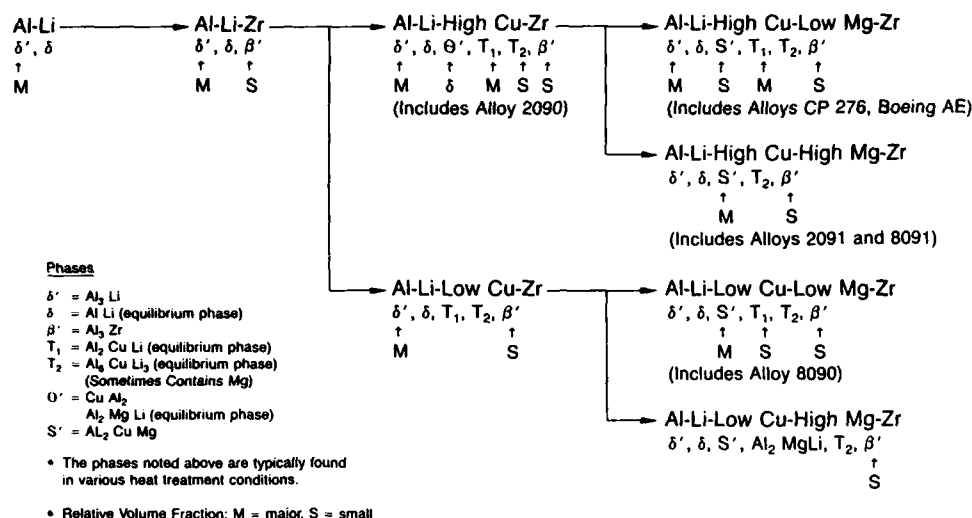 Al-Li
δ′, δ
↑
M
Al-Li-Zr
δ′, δ, β′
↑ ↑
M S
Al-Li-High Cu-Zr
δ′, δ, Θ′, T₁, T₂, β′
↑ ↑ ↑ ↑ ↑
M δ M S S
(Includes Alloy 2090)
Al-Li-High Cu-Low Mg-Zr
δ′, δ, S′, T₁, T₂, β′
↑ ↑ ↑ ↑
M S M S
(Includes Alloys CP 276, Boeing AE)
Al-Li-High Cu-High Mg-Zr
δ′, δ, S′, T₂, β′
↑ ↑
M S
(Includes Alloys 2091 and 8091)
Al-Li-Low Cu-Zr
δ′, δ, T₁, T₂, β′
↑ ↑
M S
Al-Li-Low Cu-Low Mg-Zr
δ′, δ, S′, T₁, T₂, β′
↑ ↑ ↑
M S S
(Includes Alloy 8090)
Al-Li-Low Cu-High Mg-Zr
δ′, δ, S′, Al₂ MgLi, T₂, β′
↑
S
Phases
δ′ = Al₃ Li
δ = Al Li (equilibrium phase)
β′ = Al₃ Zr
T₁ = Al₂ Cu Li (equilibrium phase)
T₂ = Al₆ Cu Li₃ (equilibrium phase)
(Sometimes Contains Mg)
Θ′ = Cu Al₂
Al₂ Mg Li (equilibrium phase)
S′ = AL₂ Cu Mg
• The phases noted above are typically found
in various heat treatment conditions.
• Relative Volume Fraction: M = major, S = small